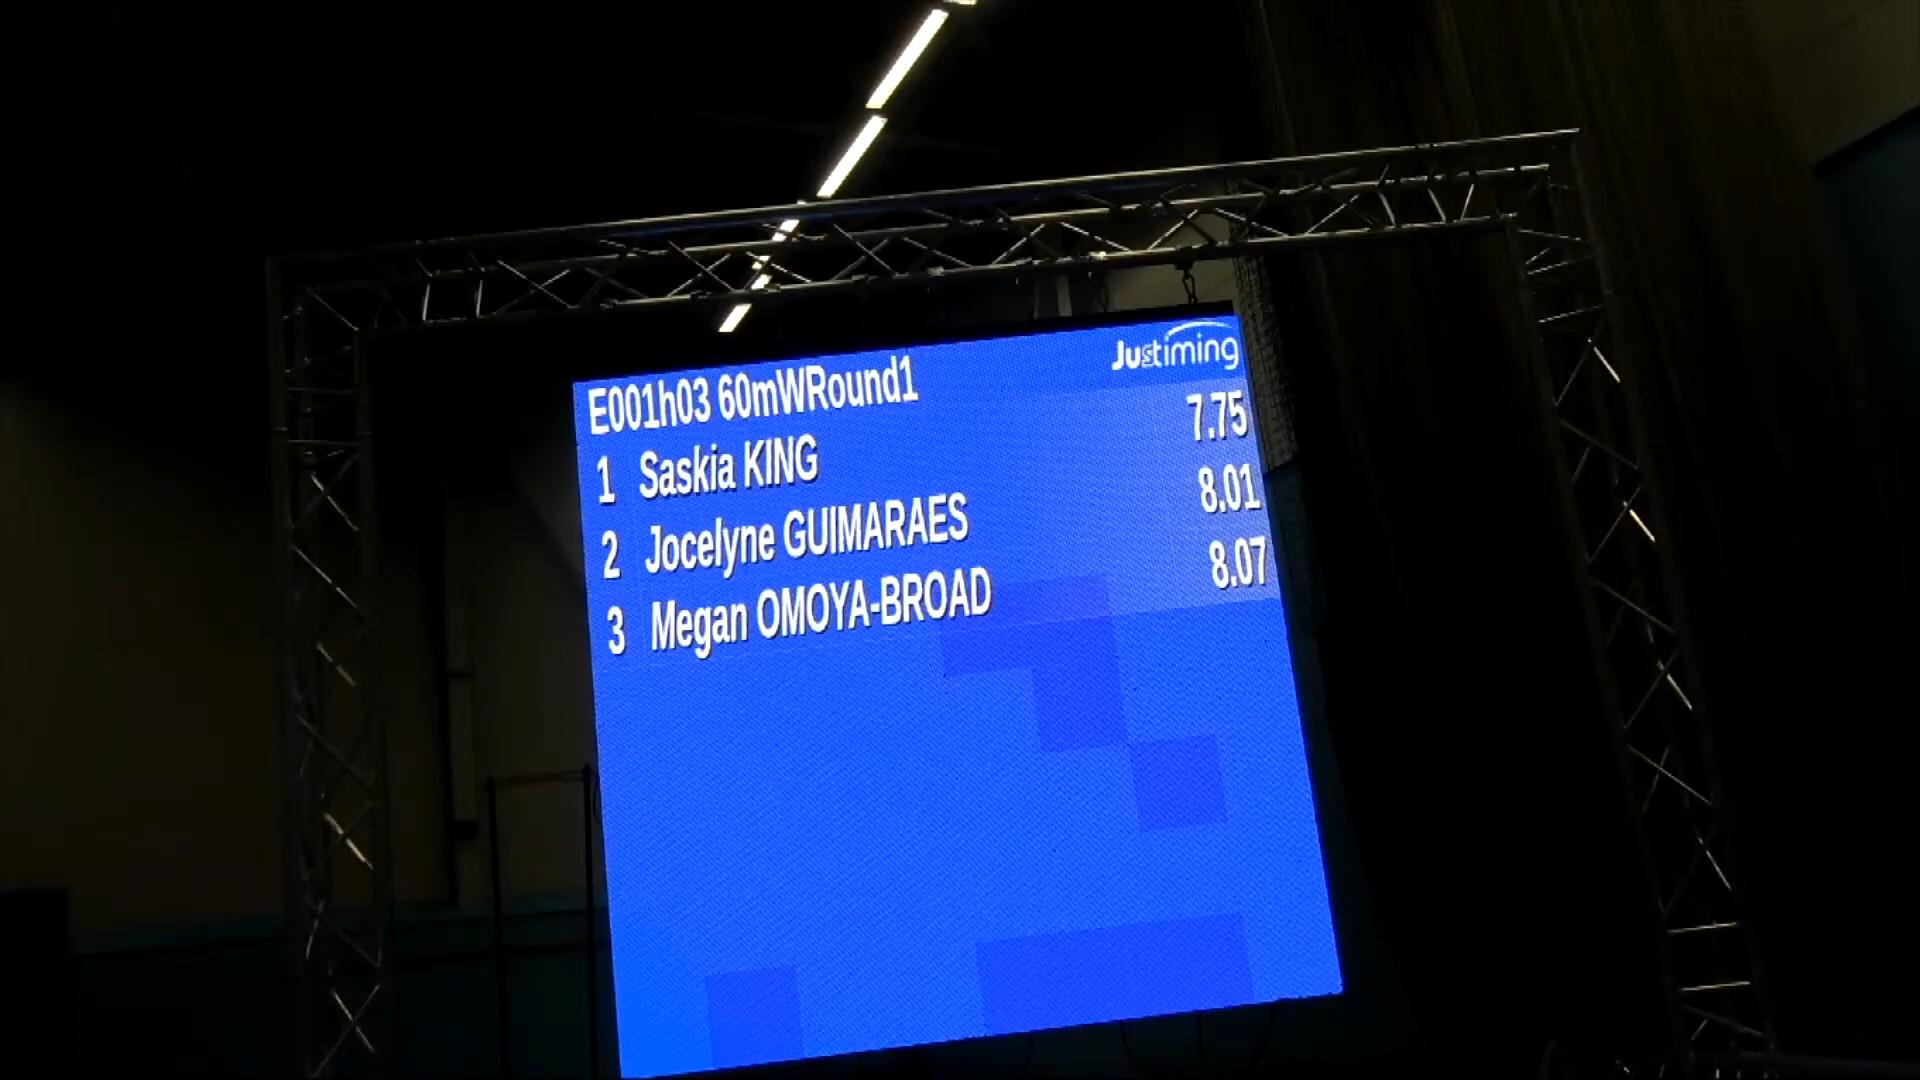 Justiming
E001h03 60mWRound1
1 Saskia KING 7.75
2 Jocelyne GUIMARAES 8.01
3 Megan OMOYA-BROAD 8.07